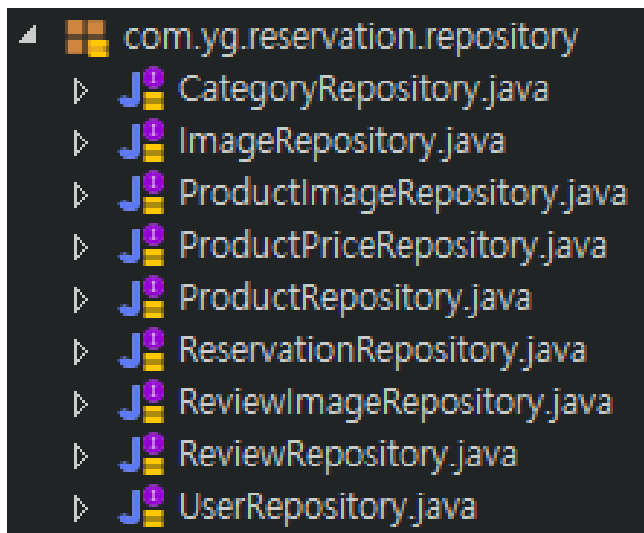 com.yg.reservation.repository
CategoryRepository.java
ImageRepository.java
ProductImageRepository.java
ProductPriceRepository.java
ProductRepository.java
ReservationRepository.java
ReviewImageRepository.java
ReviewRepository.java
UserRepository.java